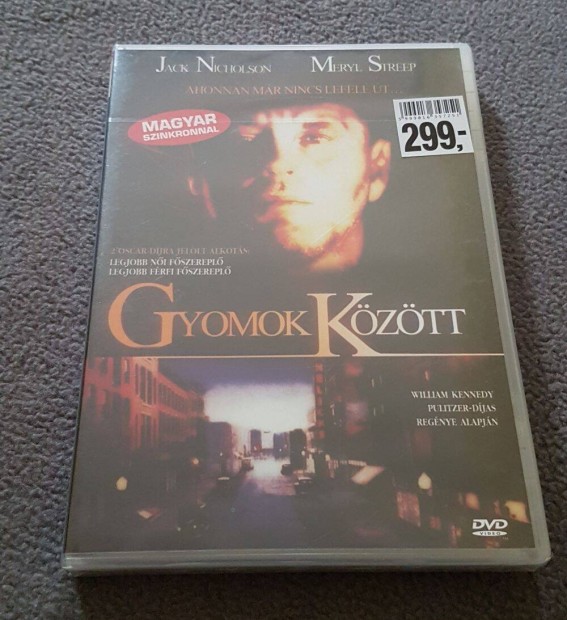 JACK NICHOLSON MERYL STREEP
AHONNAN MÁR NINCS LEFELÉ ÚT...
MAGYAR
SZINKRONNAL
299,-
2 OSCAR-DÍJRA JELÖLT ALKOTÁS:
LEGJOBB NŐI FŐSZEREPLŐ
LEGJOBB FÉRFI FŐSZEREPLŐ
GYOMOK KÖZÖTT
WILLIAM KENNEDY
PULITZER-DÍJAS
REGÉNYE ALAPJÁN
DVD
VIDEO